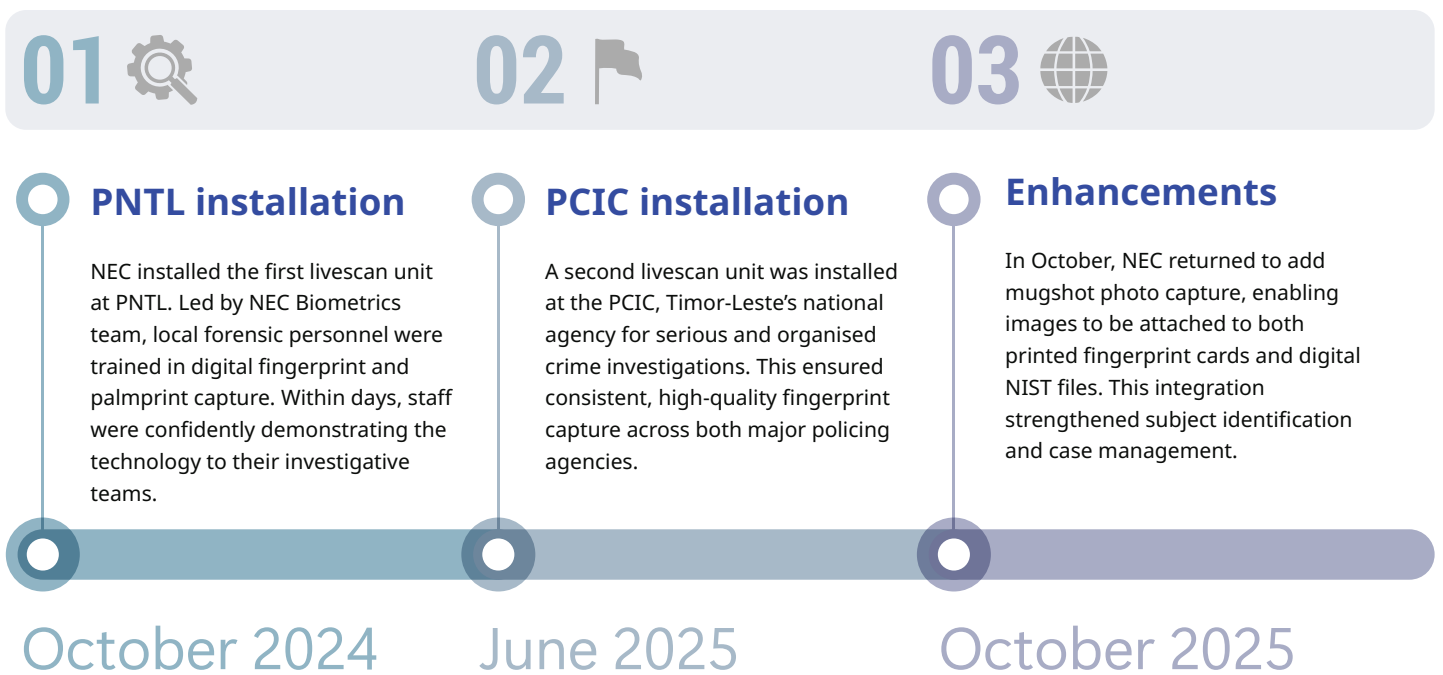 01
02
03
PNTL installation
NEC installed the first livescan unit
at PNTL. Led by NEC Biometrics
team, local forensic personnel were
trained in digital fingerprint and
palmprint capture. Within days, staff
were confidently demonstrating the
technology to their investigative
teams.
PCIC installation
A second livescan unit was installed
at the PCIC, Timor-Leste’s national
agency for serious and organised
crime investigations. This ensured
consistent, high-quality fingerprint
capture across both major policing
agencies.
Enhancements
In October, NEC returned to add
mugshot photo capture, enabling
images to be attached to both
printed fingerprint cards and digital
NIST files. This integration
strengthened subject identification
and case management.
October 2024
June 2025
October 2025